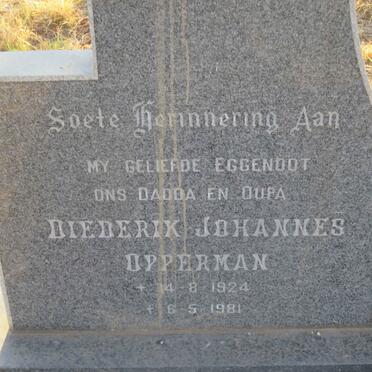 Soete Herinnering Aan
MY GELIEFDE EGGENOOT
ONS DADDA EN OUPA
DIEDERIK JOHANNES
OPPERMAN
+ 14-8-1924
+ 6-5-1981